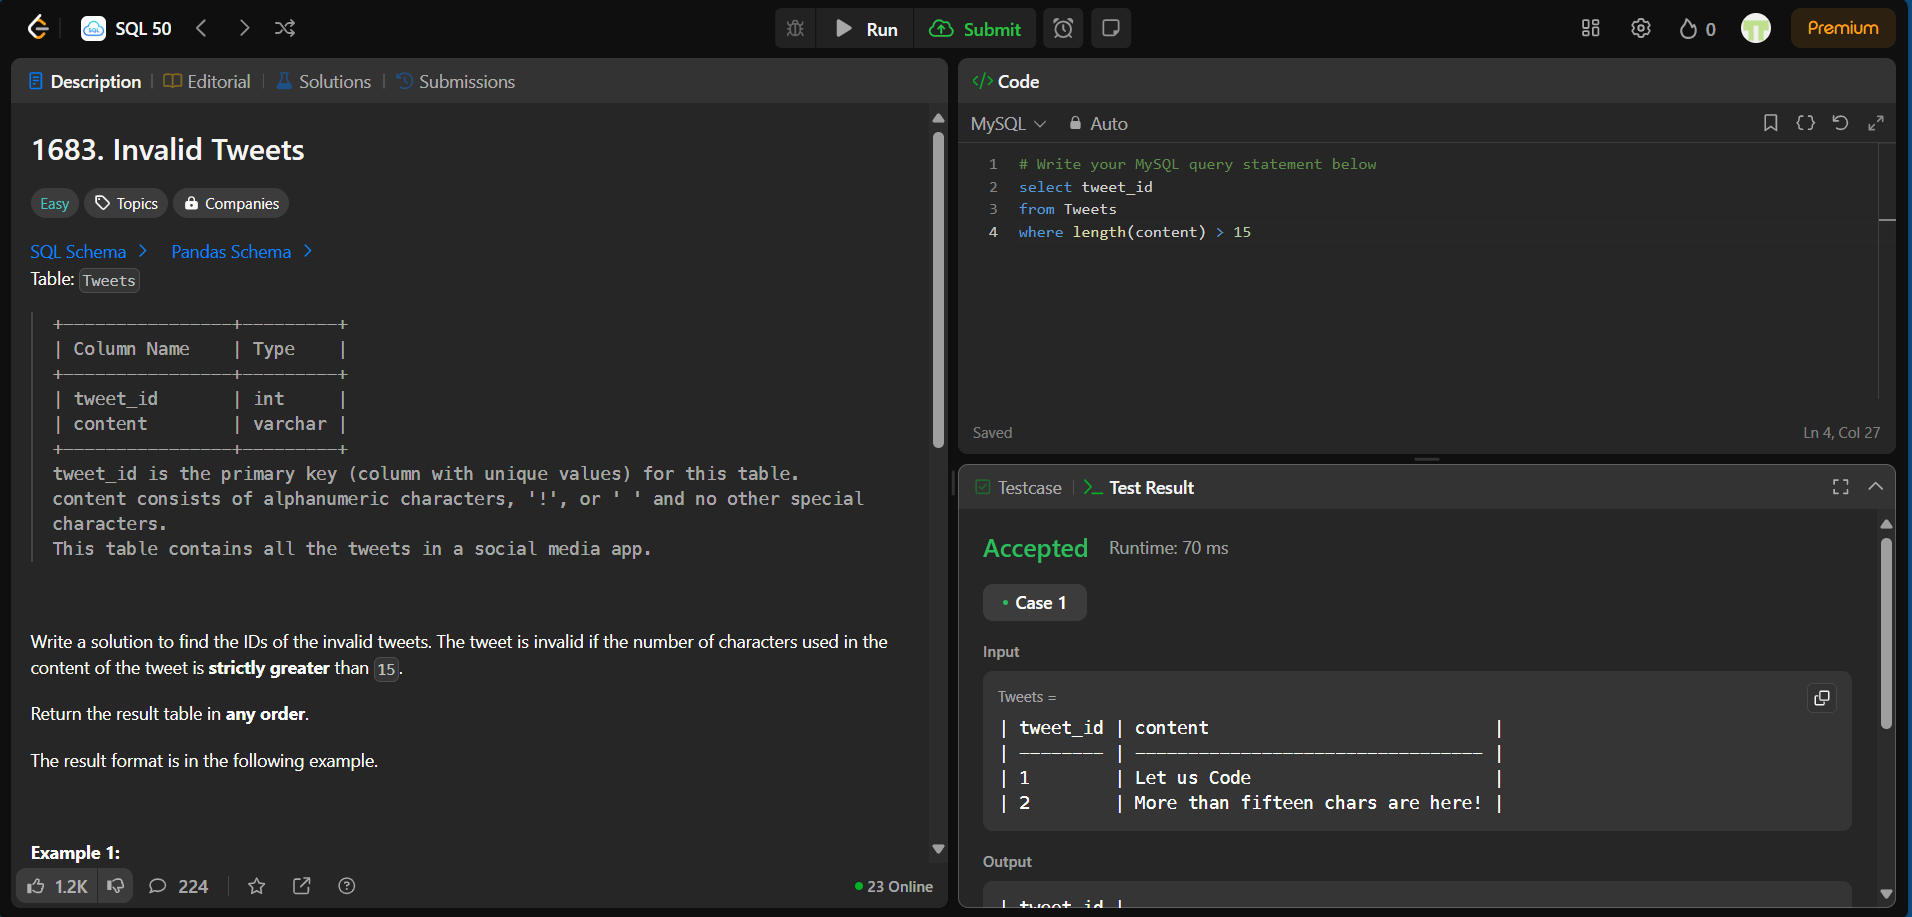 SQL 50
Run
Submit
0
Premium
Description
Editorial
Solutions
Submissions
1683. Invalid Tweets
Easy
Topics
Companies
SQL Schema
Pandas Schema
Table: Tweets
+----------------+---------+
| Column Name    | Type    |
+----------------+---------+
| tweet_id       | int     |
| content        | varchar |
+----------------+---------+
tweet_id is the primary key (column with unique values) for this table.
content consists of alphanumeric characters, '!', or ' ' and no other special
characters.
This table contains all the tweets in a social media app.
Write a solution to find the IDs of the invalid tweets. The tweet is invalid if the number of characters used in the
content of the tweet is strictly greater than 15.
Return the result table in any order.
The result format is in the following example.
Example 1:
1.2K
224
23 Online
</> Code
MySQL
Auto
1 # Write your MySQL query statement below
2 select tweet_id
3 from Tweets
4 where length(content) > 15
Saved
Ln 4, Col 27
Testcase
Test Result
Accepted
Runtime: 70 ms
Case 1
Input
Tweets =
| tweet_id | content                           |
| -------- | --------------------------------- |
| 1        | Let us Code                       |
| 2        | More than fifteen chars are here! |
Output
| tweet_id |